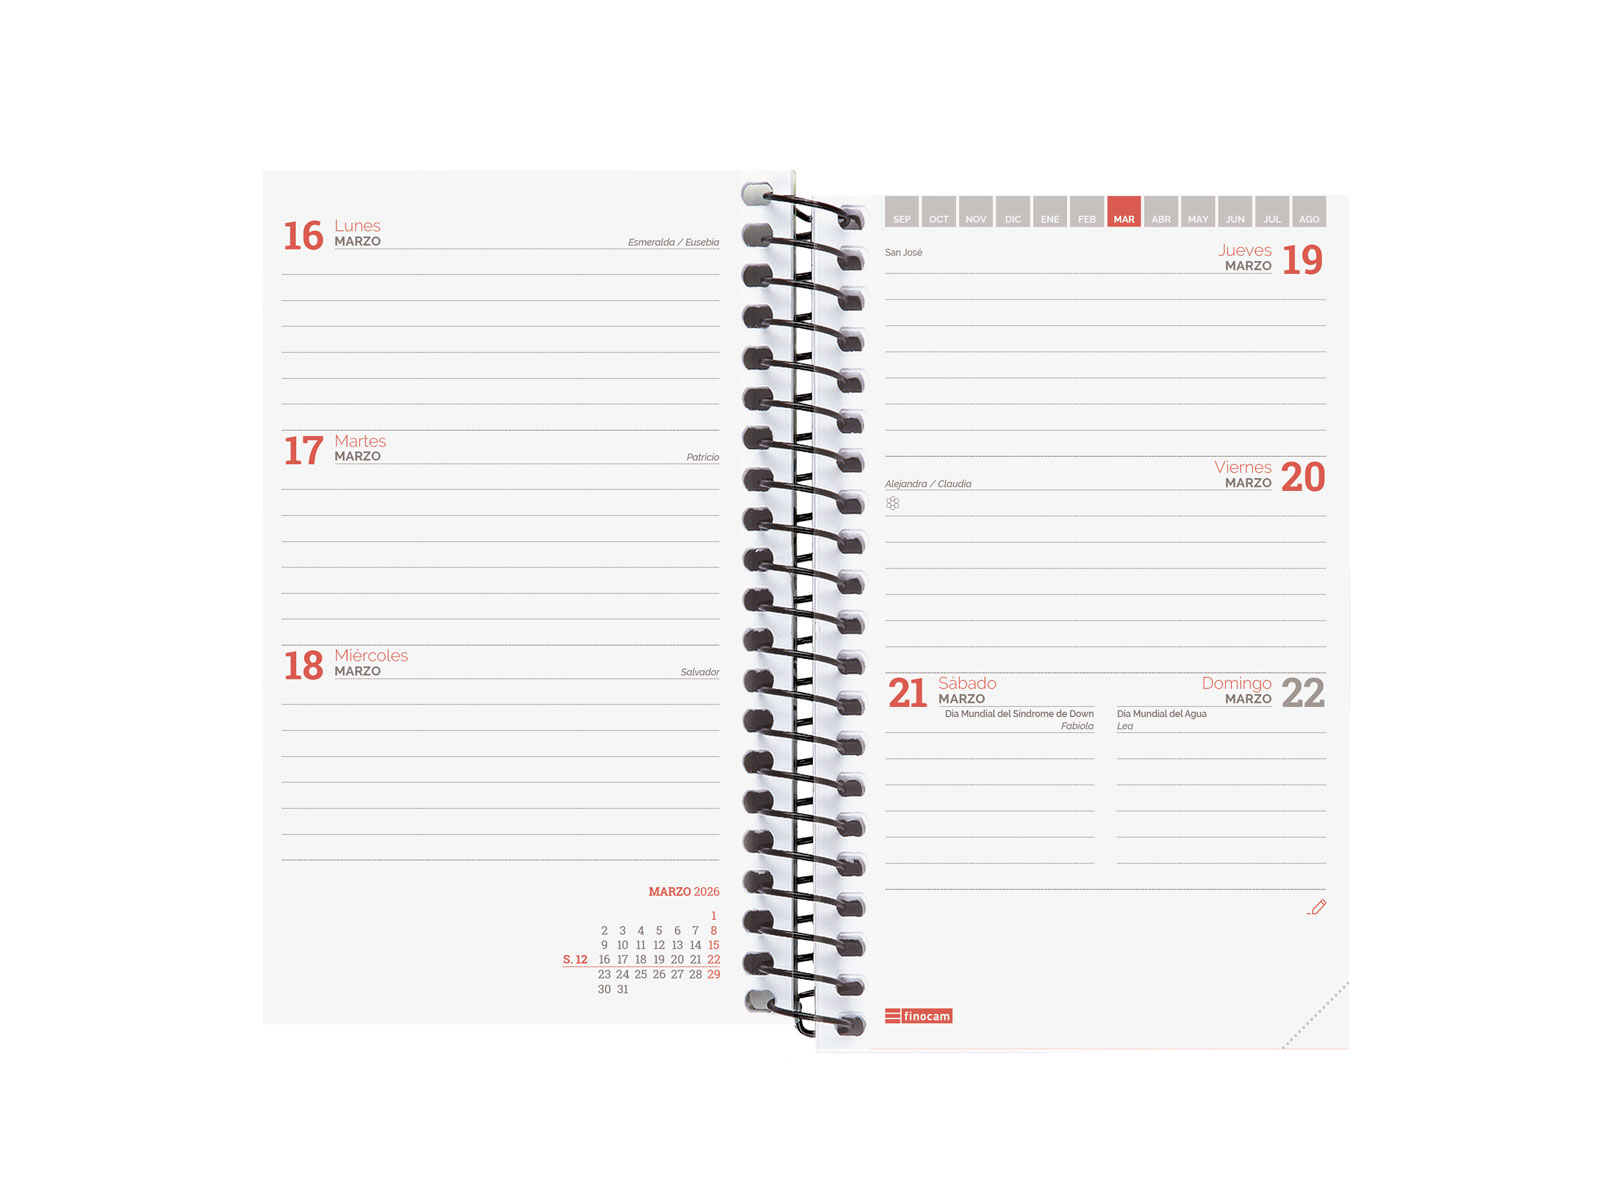 16 Lunes
MARZO
Esmeralda / Eusebia
17 Martes
MARZO
Patricio
18 Miércoles
MARZO
Salvador
MARZO 2026
1
2 3 4 5 6 7 8
9 10 11 12 13 14 15
S. 12 16 17 18 19 20 21 22
23 24 25 26 27 28 29
30 31
SEP OCT NOV DIC ENE FEB MAR ABR MAY JUN JUL AGO
San José
Jueves 19
MARZO
Viernes 20
MARZO
Alejandra / Claudia
21 Sábado
MARZO
Día Mundial del Síndrome de Down
Fabiola
Domingo 22
MARZO
Día Mundial del Agua
Lea
finocam